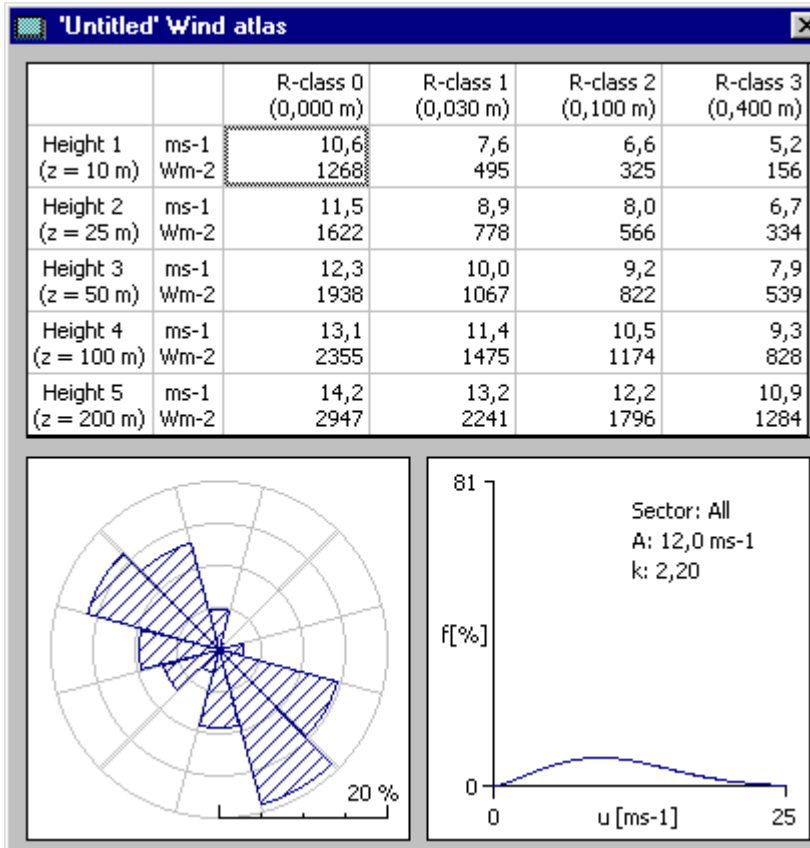 'Untitled' Wind atlas
R-class 0 R-class 1 R-class 2 R-class 3
(0,000 m) (0,030 m) (0,100 m) (0,400 m)
Height 1 ms-1 10,6 7,6 6,6 5,2
(z = 10 m) Wm-2 1268 495 325 156
Height 2 ms-1 11,5 8,9 8,0 6,7
(z = 25 m) Wm-2 1622 778 566 334
Height 3 ms-1 12,3 10,0 9,2 7,9
(z = 50 m) Wm-2 1938 1067 822 539
Height 4 ms-1 13,1 11,4 10,5 9,3
(z = 100 m) Wm-2 2355 1475 1174 828
Height 5 ms-1 14,2 13,2 12,2 10,9
(z = 200 m) Wm-2 2947 2241 1796 1284
20 %
81
Sector: All
A: 12,0 ms-1
k: 2,20
f[%]
0
0 u [ms-1] 25